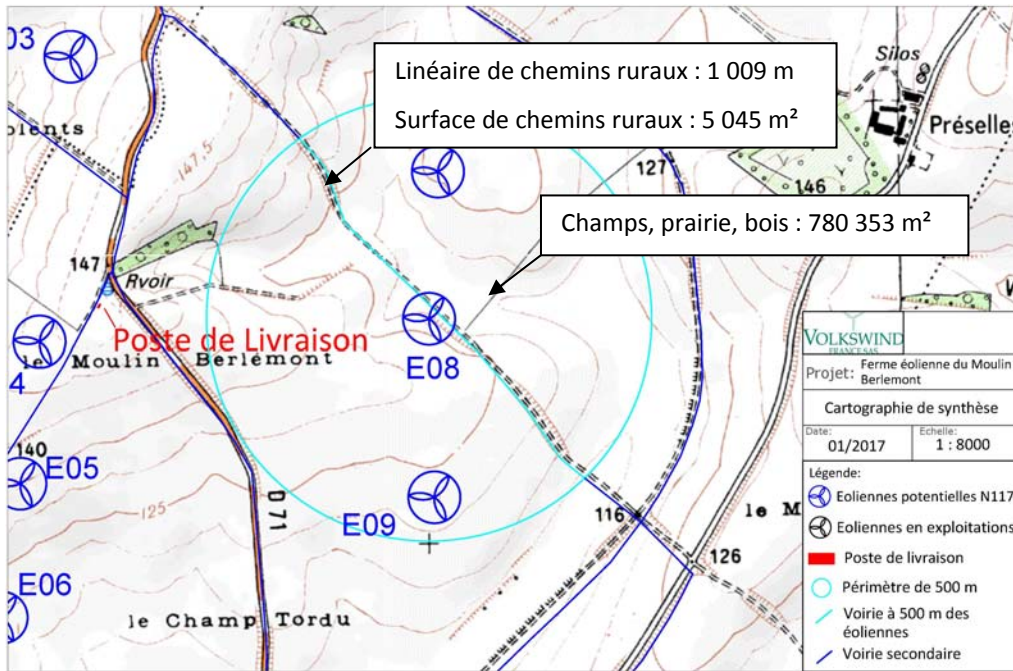 03
Linéaire de chemins ruraux : 1 009 m
Surface de chemins ruraux : 5 045 m²
Silos
Préselles
147,5
127
146
Champs, prairie, bois : 780 353 m²
147
Rvoir
Poste de Livraison
le Moulin Berlémont
4
E08
140
E05
125
D 71
E09
116
le M
126
E06
le Champ Tordu
VOLKSWIND
FRANCE SAS
Projet: Ferme éolienne du Moulin
Berlemont
Cartographie de synthèse
Date: 01/2017
Echelle: 1 : 8000
Légende:
Eoliennes potentielles N117
Eoliennes en exploitations
Poste de livraison
Périmètre de 500 m
Voirie à 500 m des
éoliennes
Voirie secondaire